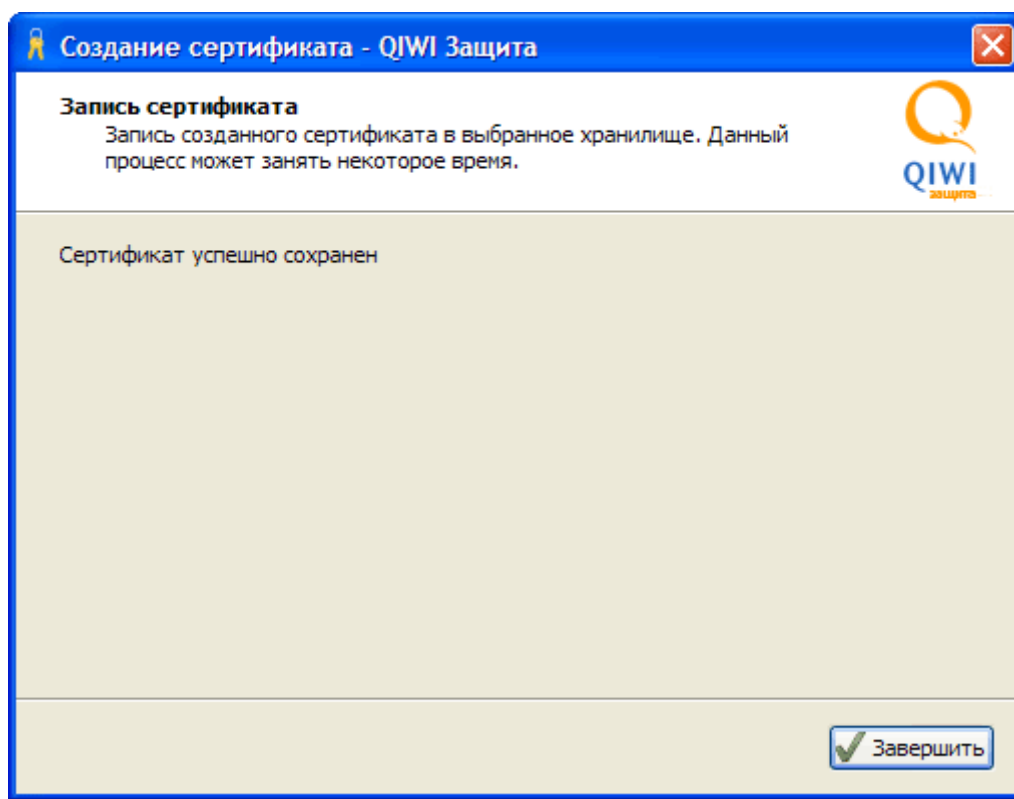 Создание сертификата - QIWI Защита
Запись сертификата
Запись созданного сертификата в выбранное хранилище. Данный
процесс может занять некоторое время.
QIWI
защита
Сертификат успешно сохранен
Завершить